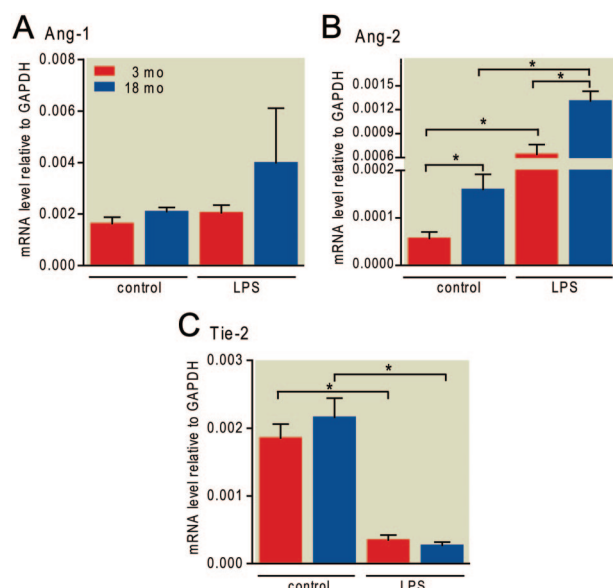 A Ang-1
mRNA level relative to GAPDH
0.008
0.006
0.004
0.002
0.000
3 mo
18 mo
control LPS
B Ang-2
mRNA level relative to GAPDH
0.0015
0.0012
0.0009
0.0006
0.0002
0.0001
0.0000
*
*
*
*
control LPS
C Tie-2
mRNA level relative to GAPDH
0.003
0.002
0.001
0.000
*
*
control LPS